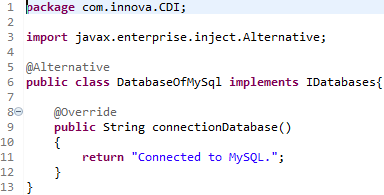 1 package com.innova.CDI;
2
3 import javax.enterprise.inject.Alternative;
4
5 @Alternative
6 public class DatabaseOfMySql implements IDatabases{
7
8 @Override
9 public String connectionDatabase()
10 {
11 return "Connected to MySQL.";
12 }
13 }